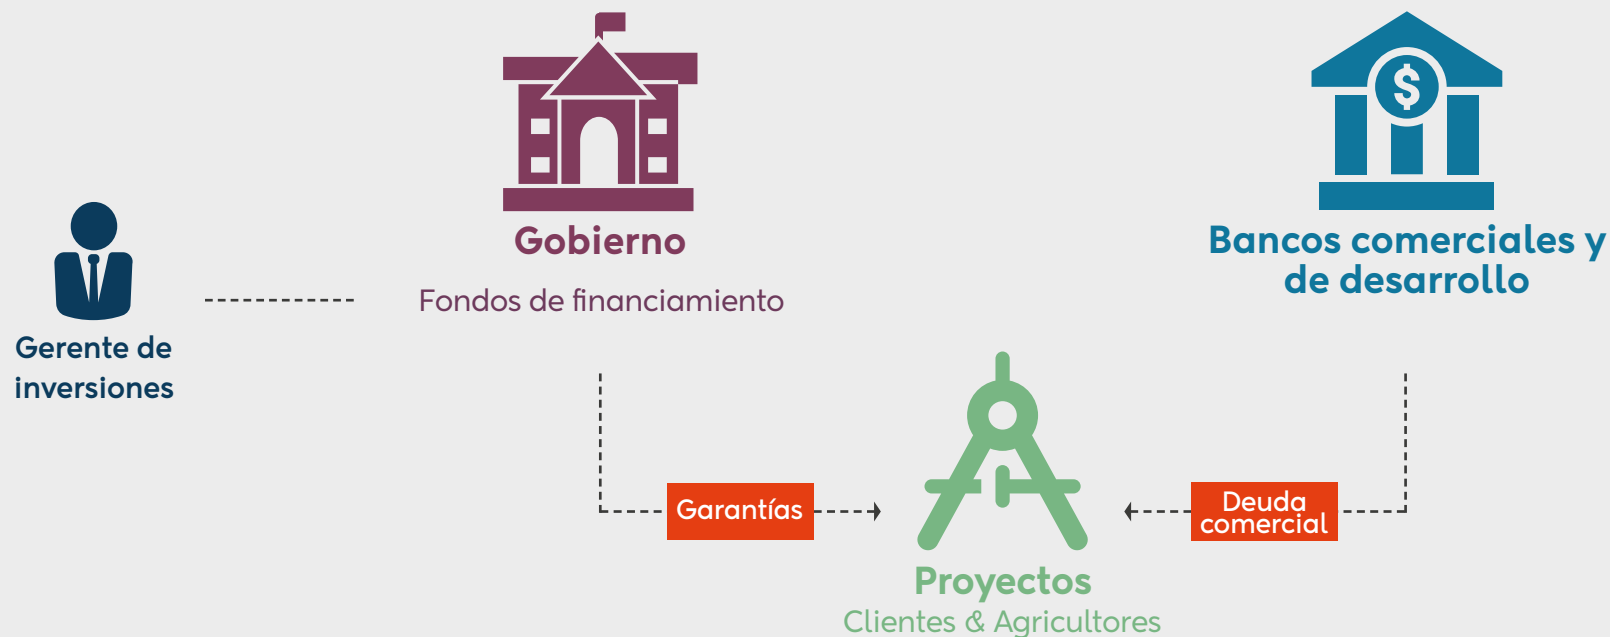 Gobierno
Fondos de financiamiento
Bancos comerciales y
de desarrollo
Gerente de
inversiones
Garantías
Deuda
comercial
Proyectos
Clientes & Agricultores
$